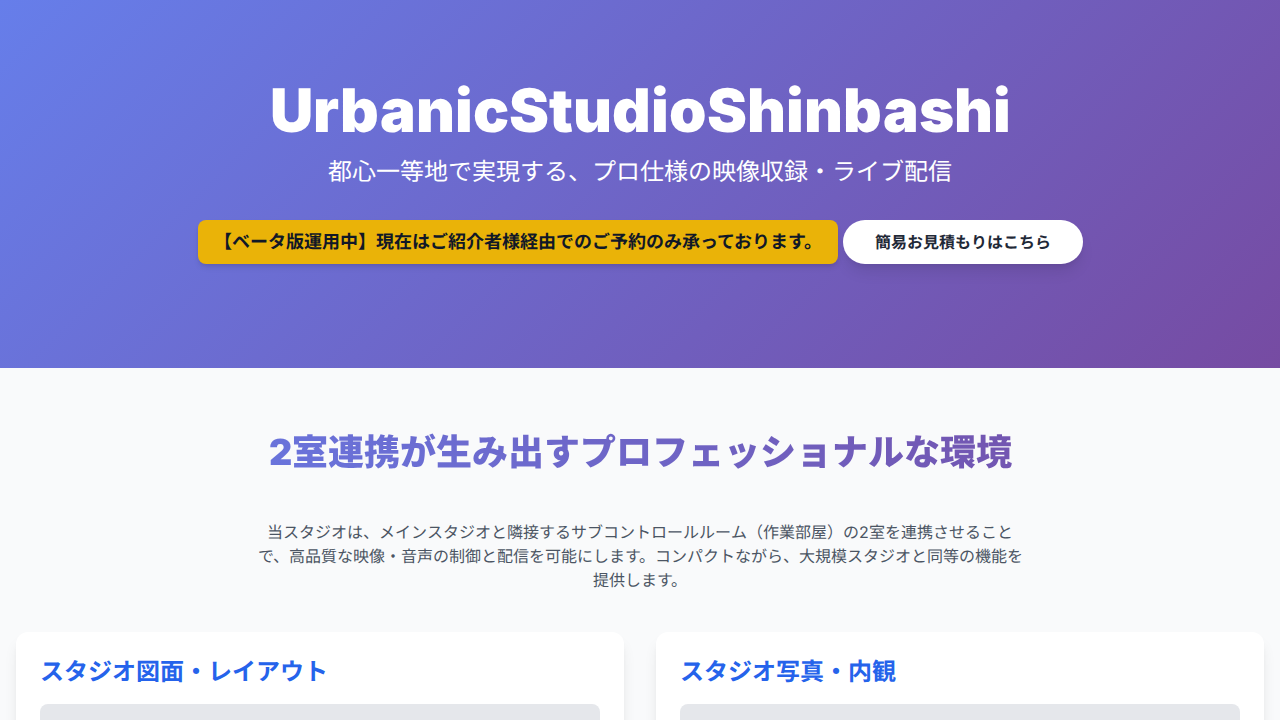 UrbanicStudioShinbashi
都心一等地で実現する、プロ仕様の映像収録・ライブ配信
【ベータ版運用中】現在はご紹介者様経由でのご予約のみ承っております。
簡易お見積もりはこちら
2室連携が生み出すプロフェッショナルな環境
当スタジオは、メインスタジオと隣接するサブコントロールルーム（作業部屋）の2室を連携させること
で、高品質な映像・音声の制御と配信を可能にします。コンパクトながら、大規模スタジオと同等の機能を
提供します。
スタジオ図面・レイアウト
スタジオ写真・内観